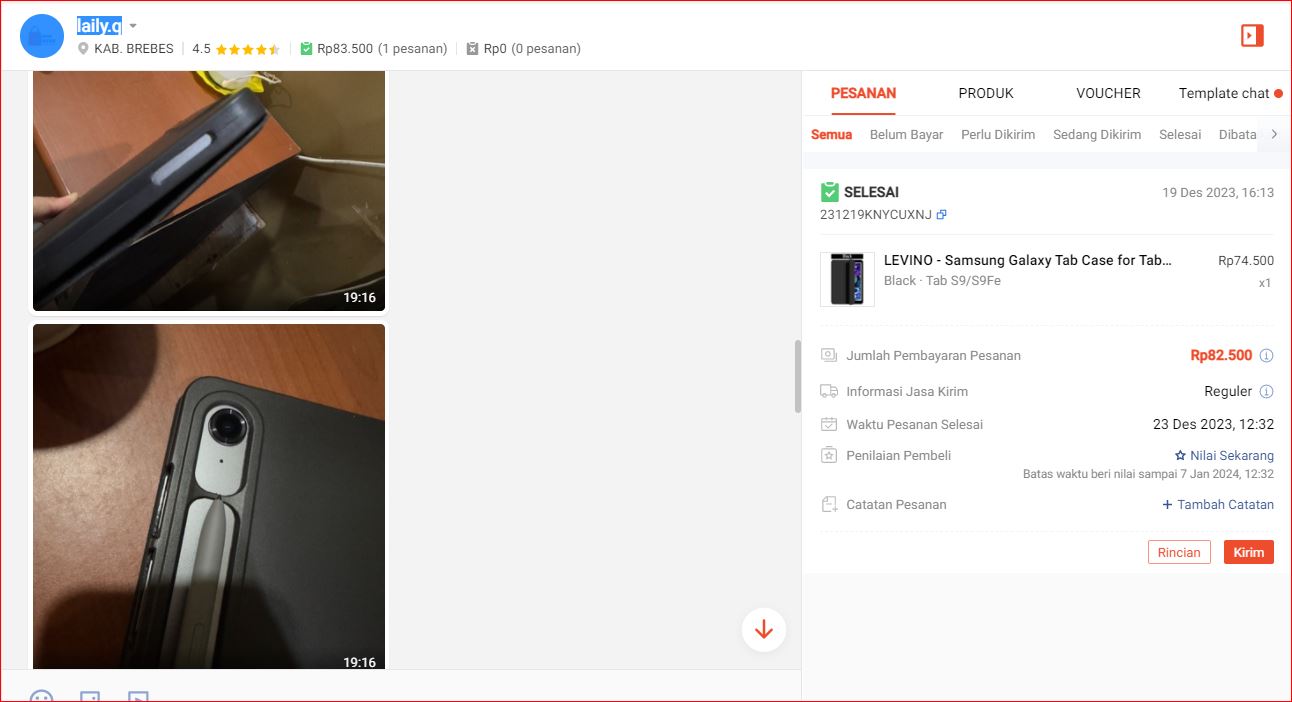 laily.q
KAB. BREBES 4.5 Rp83.500 (1 pesanan) Rp0 (0 pesanan)
19:16
19:16
PESANAN PRODUK VOUCHER Template chat
Semua Belum Bayar Perlu Dikirim Sedang Dikirim Selesai Dibata
SELESAI 19 Des 2023, 16:13
231219KNYCUXNJ
LEVINO - Samsung Galaxy Tab Case for Tab... Rp74.500
Black · Tab S9/S9Fe x1
Jumlah Pembayaran Pesanan Rp82.500
Informasi Jasa Kirim Reguler
Waktu Pesanan Selesai 23 Des 2023, 12:32
Penilaian Pembeli Nilai Sekarang
Batas waktu beri nilai sampai 7 Jan 2024, 12:32
Catatan Pesanan + Tambah Catatan
Rincian Kirim